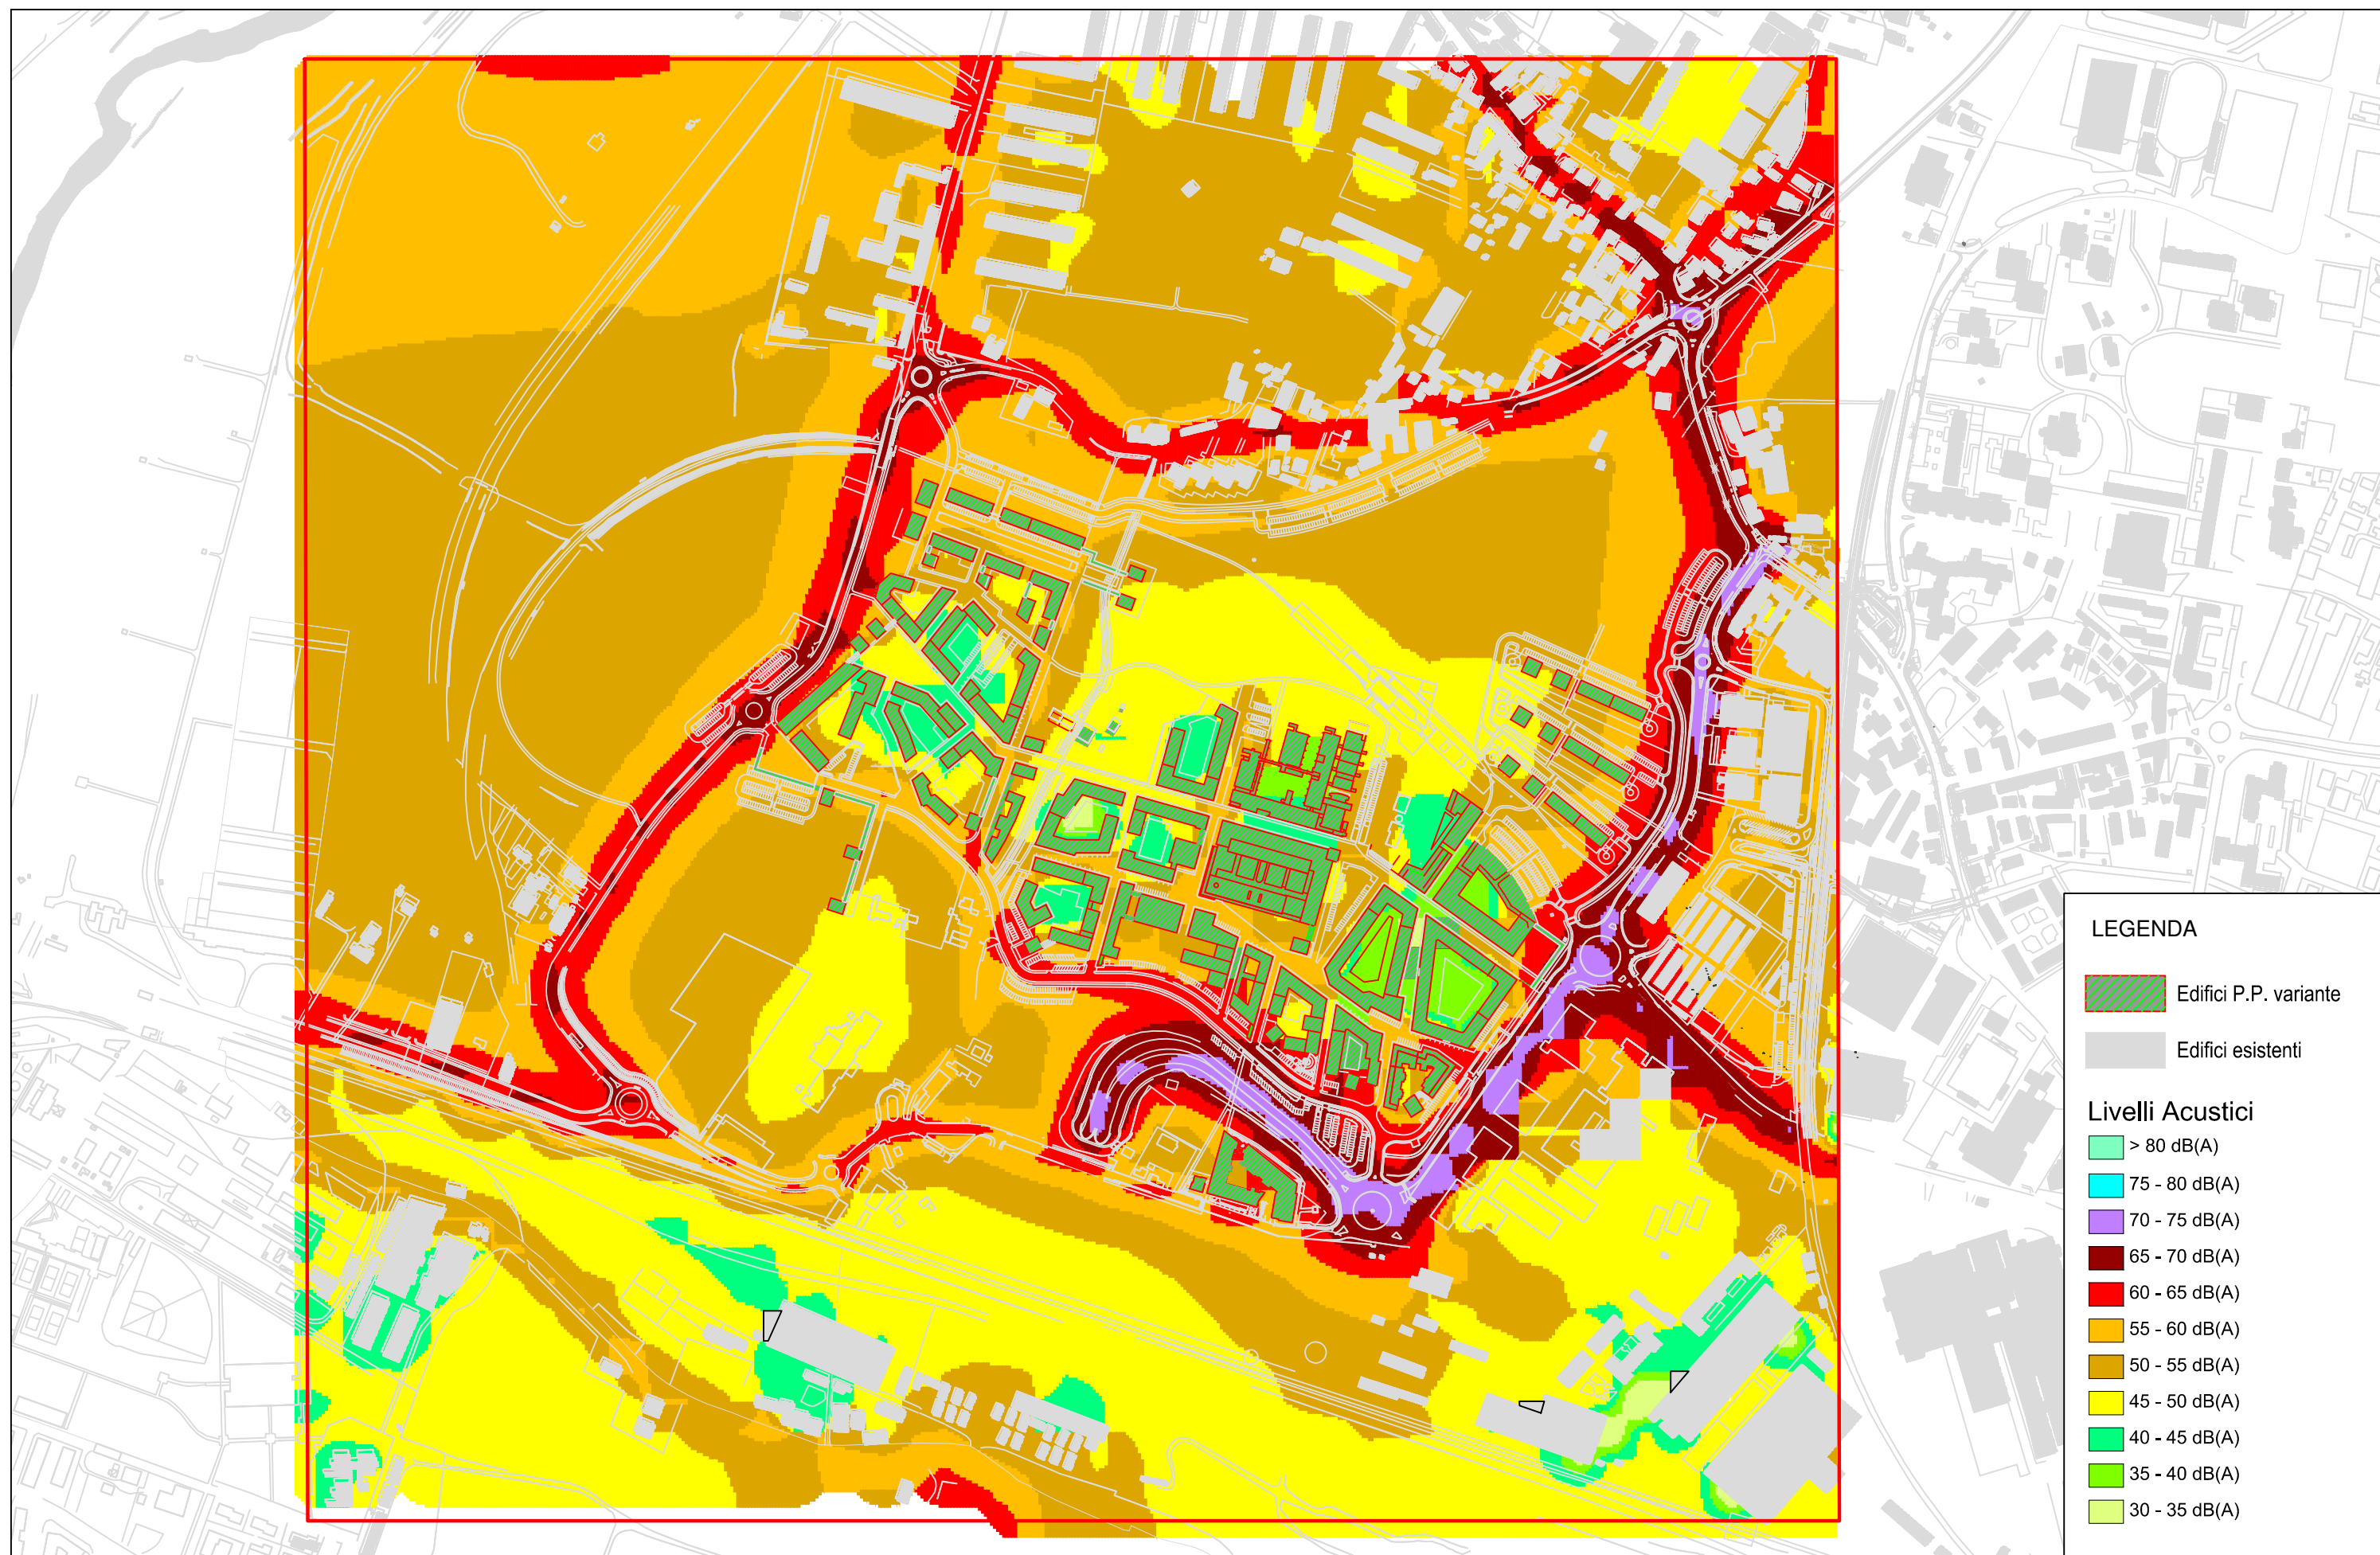 LEGENDA
Edifici P.P. variante
Edifici esistenti
Livelli Acustici
> 80 dB(A)
75 - 80 dB(A)
70 - 75 dB(A)
65 - 70 dB(A)
60 - 65 dB(A)
55 - 60 dB(A)
50 - 55 dB(A)
45 - 50 dB(A)
40 - 45 dB(A)
35 - 40 dB(A)
30 - 35 dB(A)